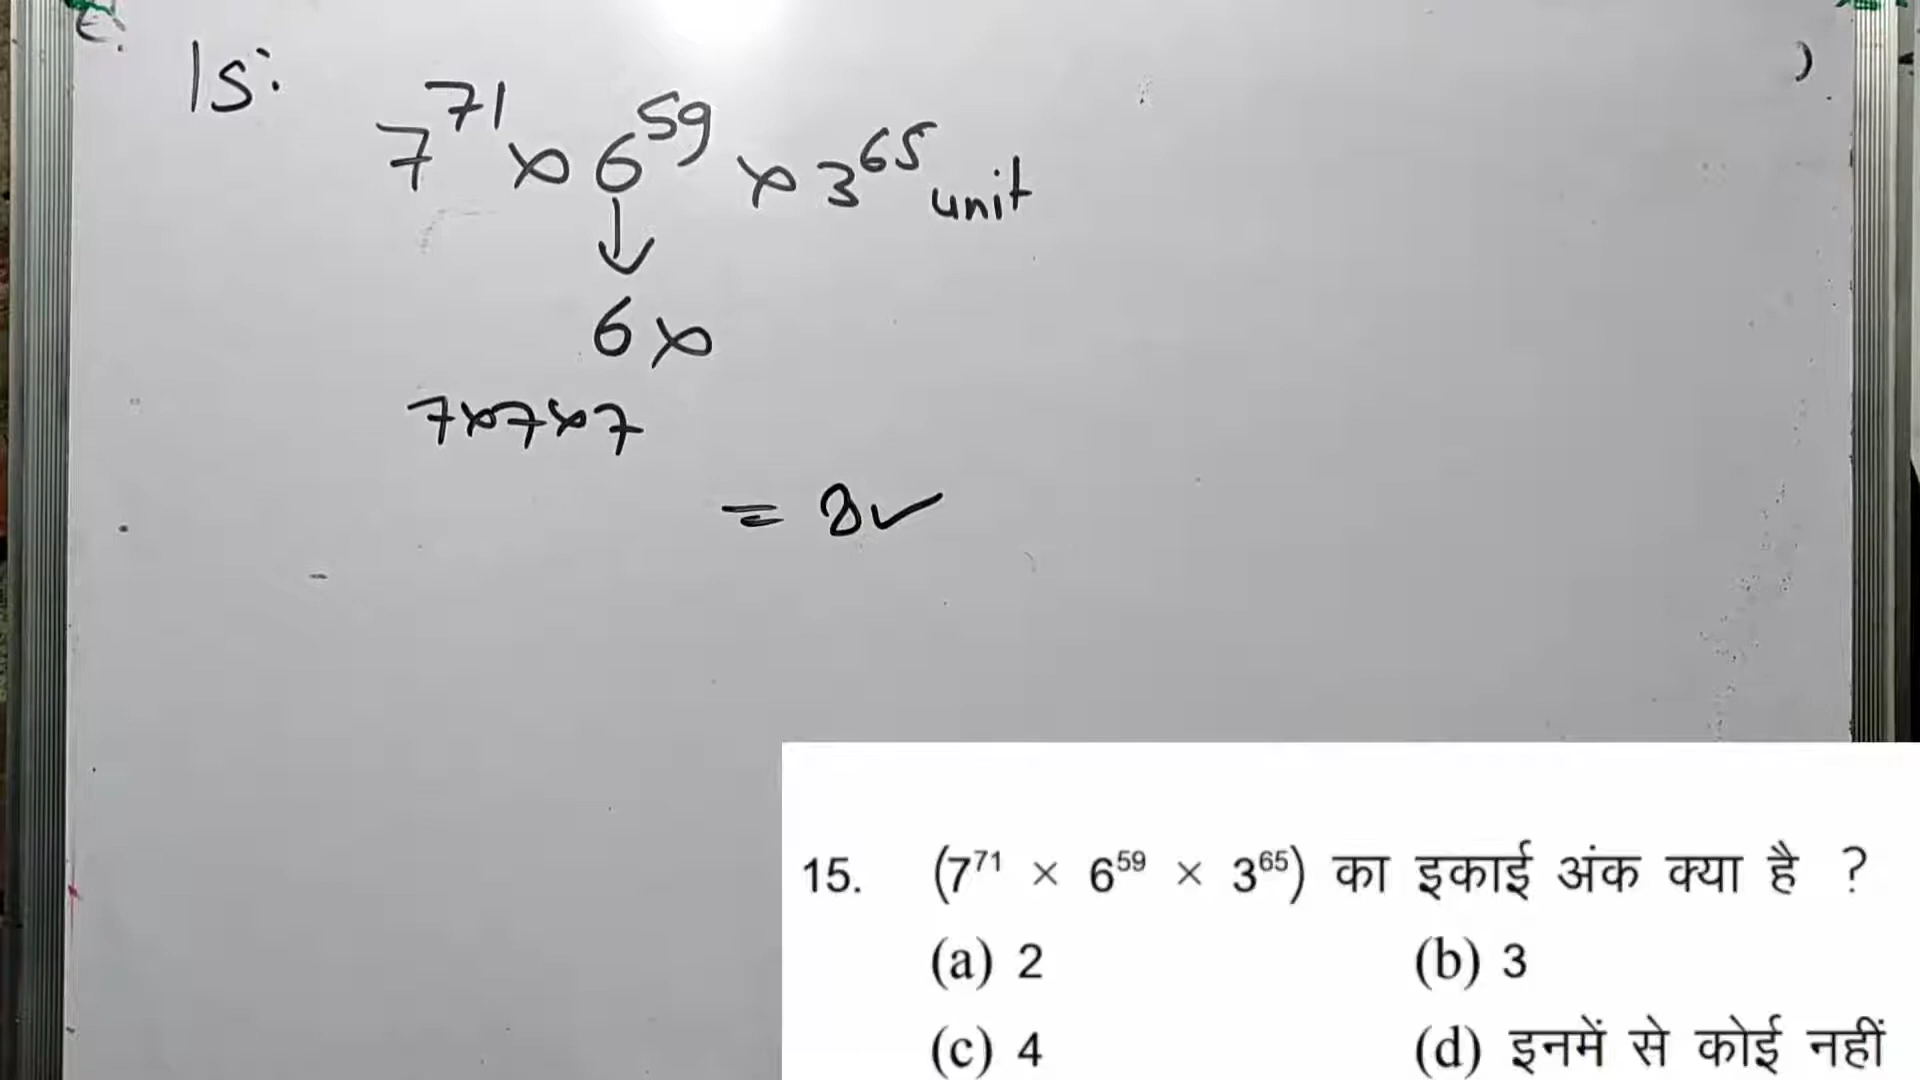 15.
7^71 × 6^59 × 3^65 unit
↓
6 ×
7×7×7
= 8✓
15. (7^71 × 6^59 × 3^65) का इकाई अंक क्या है ?
(a) 2 (b) 3
(c) 4 (d) इनमें से कोई नहीं